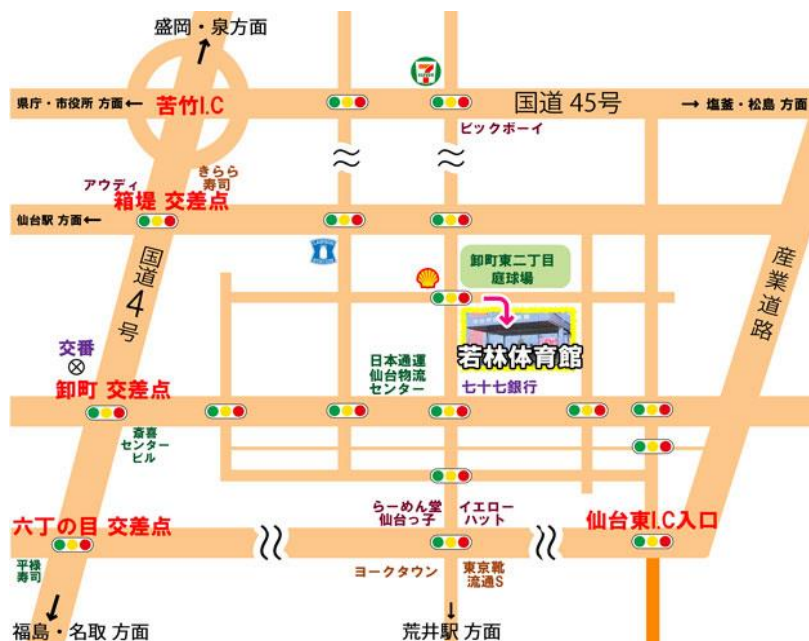 盛岡・泉方面
県庁・市役所 方面←
苦竹I.C
国道 45号
→ 塩釜・松島 方面
ビックボーイ
きらら
寿司
アウディ
箱堤 交差点
仙台駅 方面←
国道4号
産業道路
卸町東二丁目
庭球場
若林体育館
交番
日本通運
仙台物流
センター
七十七銀行
卸町 交差点
斎喜
センター
ビル
らーめん堂
仙台っ子
イエロー
ハット
六丁の目 交差点
仙台東I.C入口
平禄
寿司
ヨークタウン
東京靴
流通S
福島・名取 方面
荒井駅 方面